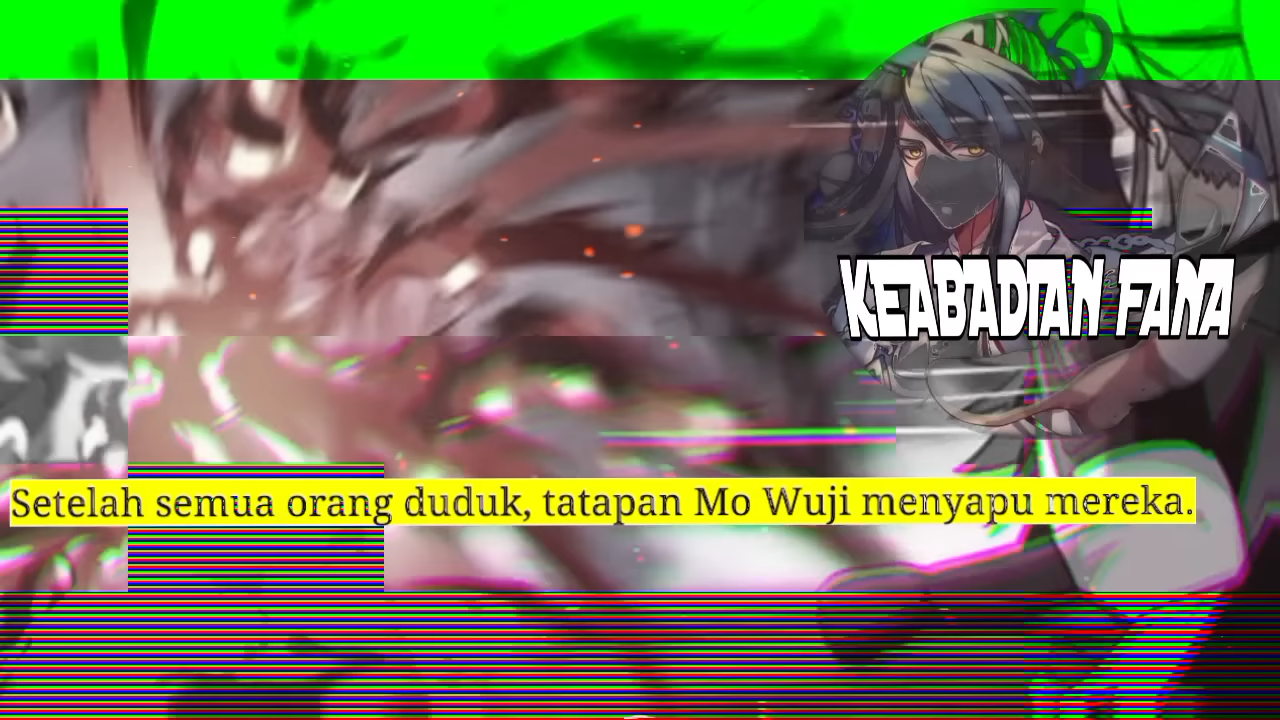 KEABADIAN FANA
Setelah semua orang duduk, tatapan Mo Wuji menyapu mereka.